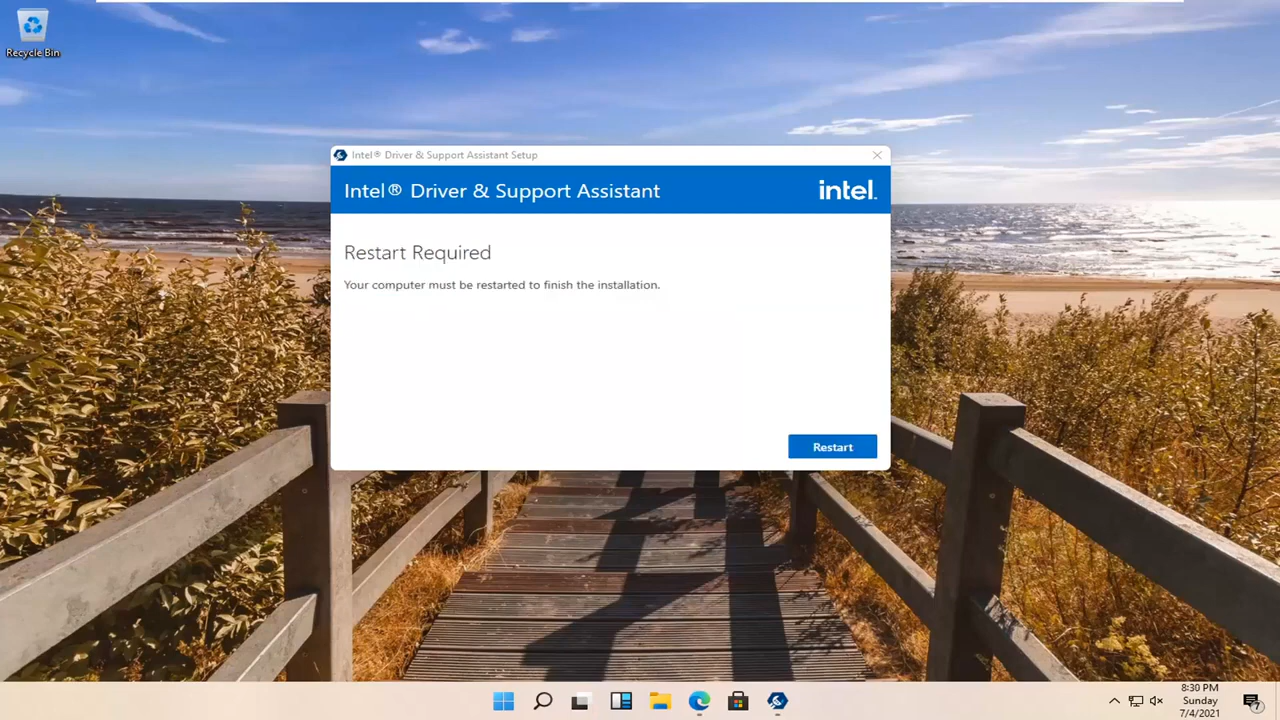 Recycle Bin
Intel® Driver & Support Assistant Setup
Intel® Driver & Support Assistant
intel.
Restart Required
Your computer must be restarted to finish the installation.
Restart
8:30 PM
Sunday
7/4/2021
7